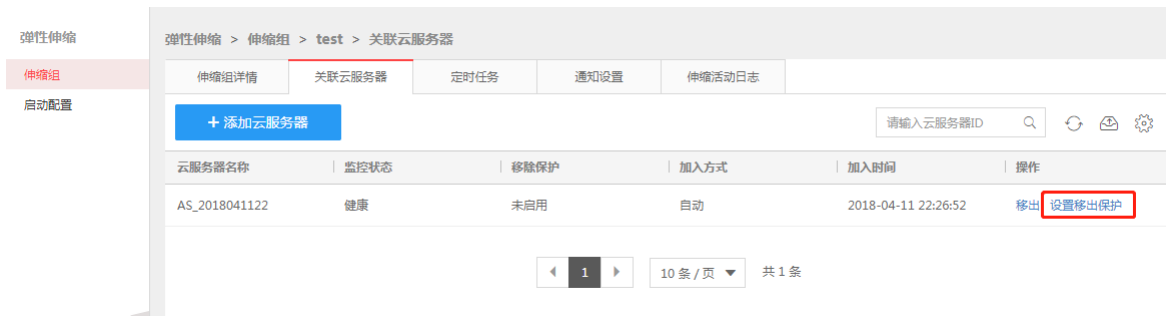 弹性伸缩
伸缩组
启动配置
弹性伸缩 > 伸缩组 > test > 关联云服务器
伸缩组详情 关联云服务器 定时任务 通知设置 伸缩活动日志
+ 添加云服务器 请输入云服务器ID
云服务器名称 监控状态 移除保护 加入方式 加入时间 操作
AS_2018041122 健康 未启用 自动 2018-04-11 22:26:52 移出 设置移出保护
1 10 条 / 页 共 1 条